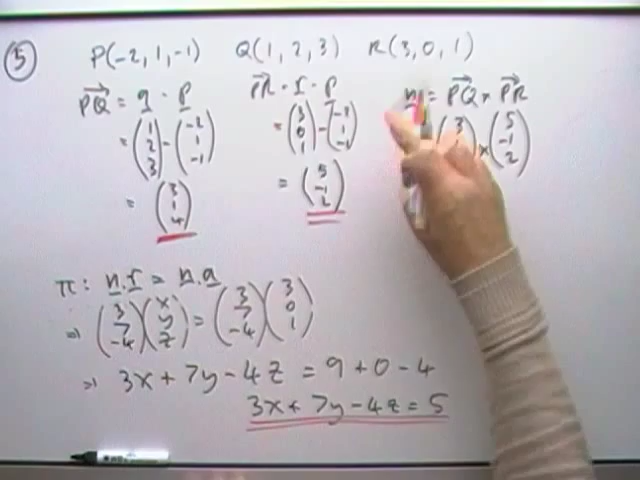 5 P(-2, 1, -1) Q(1, 2, 3) R(3, 0, 1)
PQ = q - p
= (1 2 3) - (-2 1 -1)
= (3 1 4)
PR = r - p
= (3 0 1) - (-2 1 -1)
= (5 -1 2)
n = PQ × PR
(3 × (5 -1 2)
π: n.r = n.a
⇒ (3 7 -4)(x y z) = (3 7 -4)(3 0 1)
⇒ 3x + 7y - 4z = 9 + 0 - 4
3x + 7y - 4z = 5